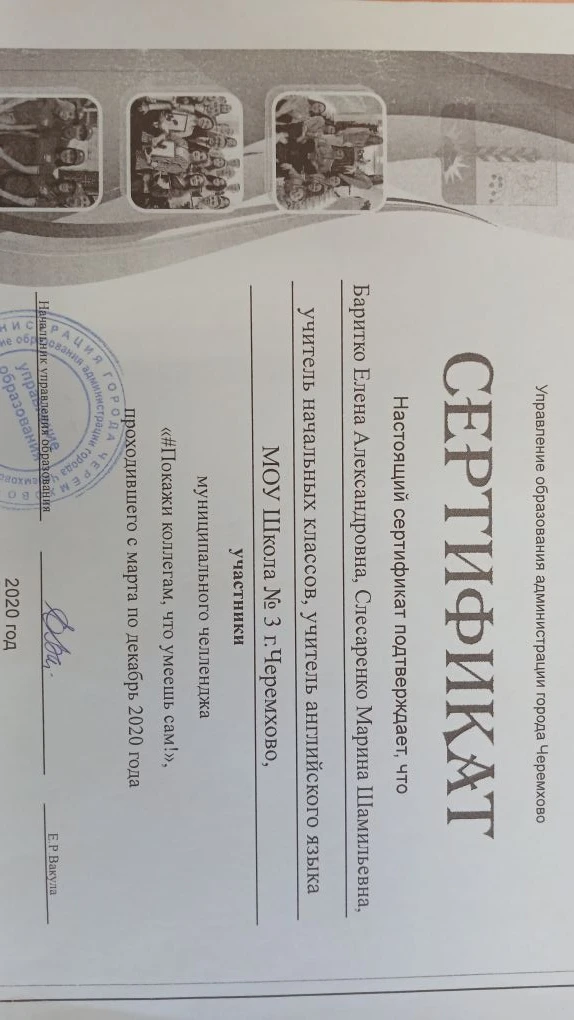 Управление образования администрации города Черемхово
СЕРТИФИКАТ
Настоящий сертификат подтверждает, что
Баритко Елена Александровна, Слесаренко Марина Шамильевна,
учитель начальных классов, учитель английского языка
МОУ Школа № 3 г.Черемхово,
участники
муниципального челленджа
«#Покажи коллегам, что умеешь сам!»,
проходившего с марта по декабрь 2020 года
Начальник управления образования
Е.Р Вакула
2020 год
управление
образования